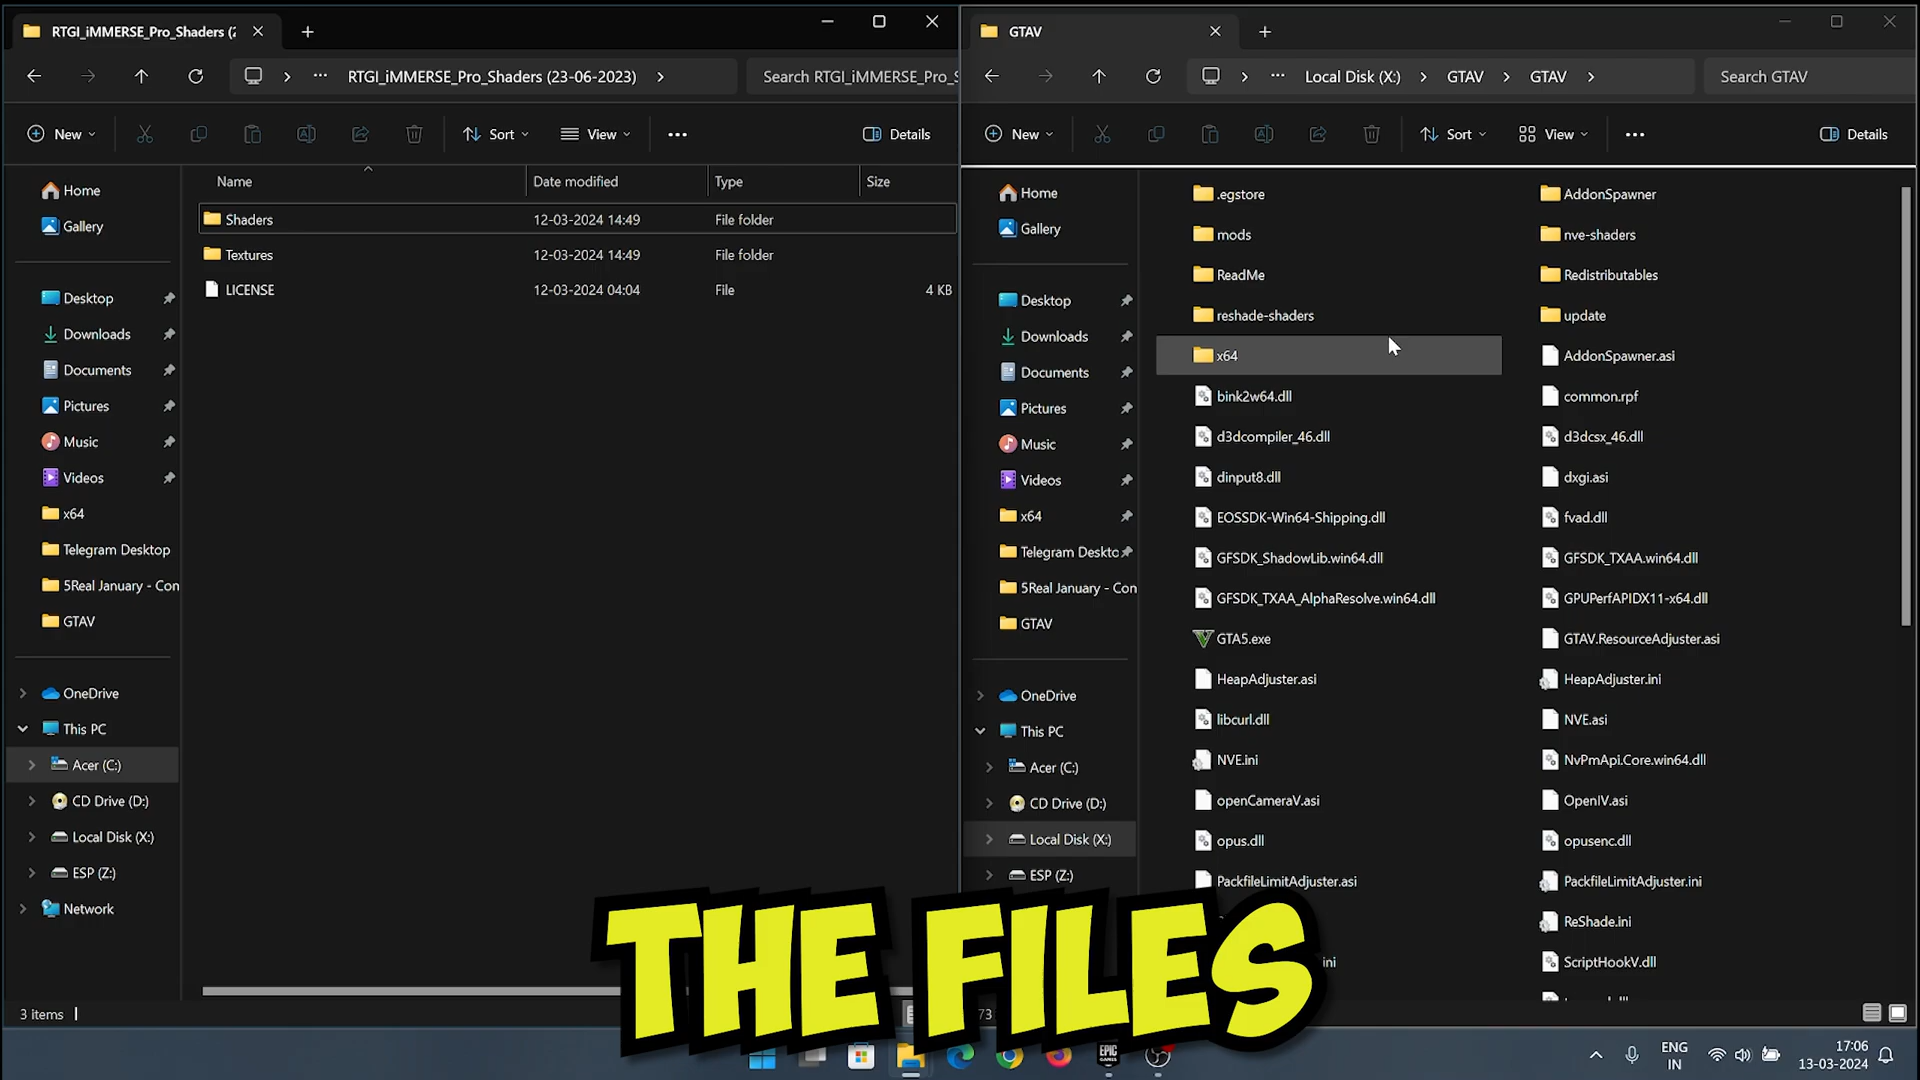 RTGI_iMMERSE_Pro_Shaders (2
RTGI_iMMERSE_Pro_Shaders (23-06-2023)
Search RTGI_iMMERSE_Pro_S
New
Sort
View
Details
Name
Date modified
Type
Size
Home
Gallery
Desktop
Downloads
Documents
Pictures
Music
Videos
x64
Telegram Desktop
5Real January - Con
GTAV
OneDrive
This PC
Acer (C:)
CD Drive (D:)
Local Disk (X:)
ESP (Z:)
Network
Shaders 12-03-2024 14:49 File folder
Textures 12-03-2024 14:49 File folder
LICENSE 12-03-2024 04:04 File 4 KB
3 items
GTAV
Local Disk (X:) GTAV GTAV
Search GTAV
New
Sort
View
Details
Home
Gallery
Desktop
Downloads
Documents
Pictures
Music
Videos
x64
Telegram Deskto
5Real January - Con
GTAV
OneDrive
This PC
Acer (C:)
CD Drive (D:)
Local Disk (X:)
ESP (Z:)
.egstore AddonSpawner
mods nve-shaders
ReadMe Redistributables
reshade-shaders update
x64 AddonSpawner.asi
bink2w64.dll common.rpf
d3dcompiler_46.dll d3dcsx_46.dll
dinput8.dll dxgi.asi
EOSSDK-Win64-Shipping.dll fvad.dll
GFSDK_ShadowLib.win64.dll GFSDK_TXAA.win64.dll
GFSDK_TXAA_AlphaResolve.win64.dll GPUPerfAPIDX11-x64.dll
GTA5.exe GTAV.ResourceAdjuster.asi
HeapAdjuster.asi HeapAdjuster.ini
libcurl.dll NVE.asi
NVE.ini NvPmApi.Core.win64.dll
openCameraV.asi OpenIV.asi
opus.dll opusenc.dll
PackfileLimitAdjuster.asi PackfileLimitAdjuster.ini
ReShade.ini
ini ScriptHookV.dll
73
THE FILES
EPIC GAMES
ENG
IN
17:06
13-03-2024